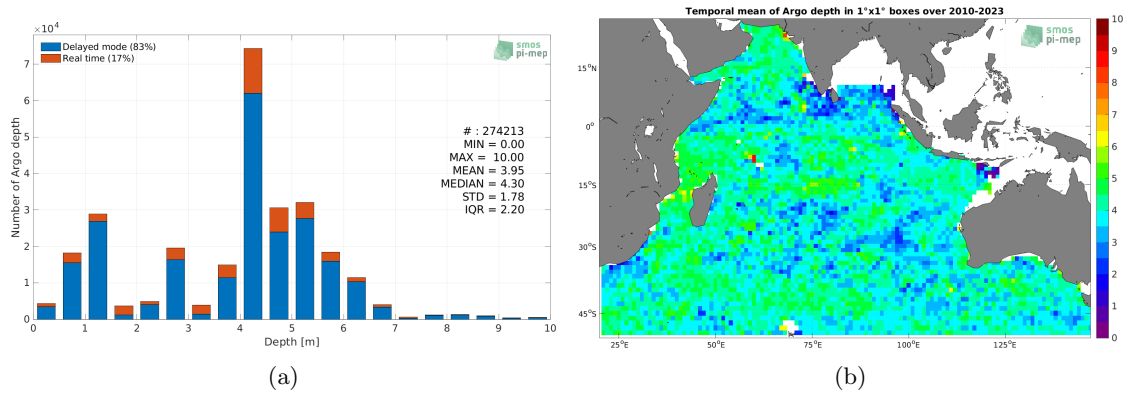 ×10⁴
Delayed mode (83%)
Real time (17%)
smos
pi-mep
7
6
5
4
3
2
1
0
Number of Argo depth
# : 274213
MIN = 0.00
MAX = 10.00
MEAN = 3.95
MEDIAN = 4.30
STD = 1.78
IQR = 2.20
0 1 2 3 4 5 6 7 8 9 10
Depth [m]
(a)
Temporal mean of Argo depth in 1°x1° boxes over 2010-2023
smos
pi-mep
15°N
0°
15°S
30°S
45°S
25°E 50°E 75°E 100°E 125°E
10
9
8
7
6
5
4
3
2
1
0
(b)